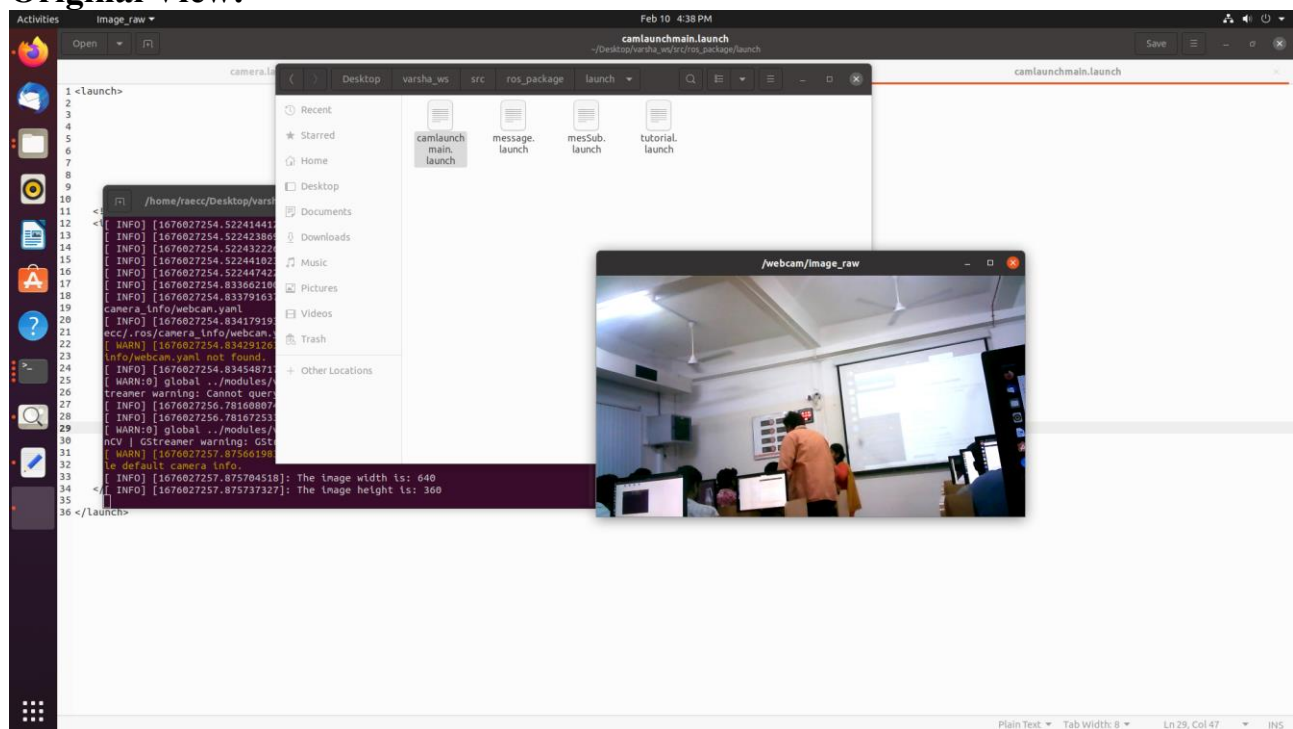 Original View:
Activities Image_raw Feb 10 4:38 PM
Open camlaunchmain.launch Save
~/Desktop/varsha_ws/src/ros_package/launch
camera.la camlaunchmain.launch
Desktop varsha_ws src ros_package launch
Recent
Starred
Home
Desktop
Documents
Downloads
Music
Pictures
Videos
Trash
+ Other Locations
camlaunch
main.
launch
message.
launch
mesSub.
launch
tutorial.
launch
1 <launch>
2
3
4
5
6
7
8
9
10
11 <!
12 <
13
14
15
16
17
18
19
20
21
22
23
24
25
26
27
28
29
30
31
32
33
34 </
35
36 </launch>
/home/raecc/Desktop/varsh
[ INFO] [1676027254.52214412
[ INFO] [1676027254.52242386
[ INFO] [1676027254.5224322
[ INFO] [1676027254.52244102
[ INFO] [1676027254.52244742
[ INFO] [1676027254.83366210
[ INFO] [1676027254.83379163
camera_info/webcam.yaml
[ INFO] [1676027254.83417919
ecc/.ros/camera_info/webcam.
[ WARN] [1676027254.83429126
info/webcam.yaml not found.
[ INFO] [1676027254.83454871
[ WARN:0] global ../modules/v
treamer warning: Cannot query
[ INFO] [1676027256.78160807
[ INFO] [1676027256.78167253
[ WARN:0] global ../modules/v
nCV | GStreamer warning: GSt
[ WARN] [1676027257.87566198
le default camera info.
[ INFO] [1676027257.875704518]: The image width is: 640
[ INFO] [1676027257.875737327]: The image height is: 360
/webcam/image_raw
Plain Text Tab Width: 8 Ln 29, Col 47 INS